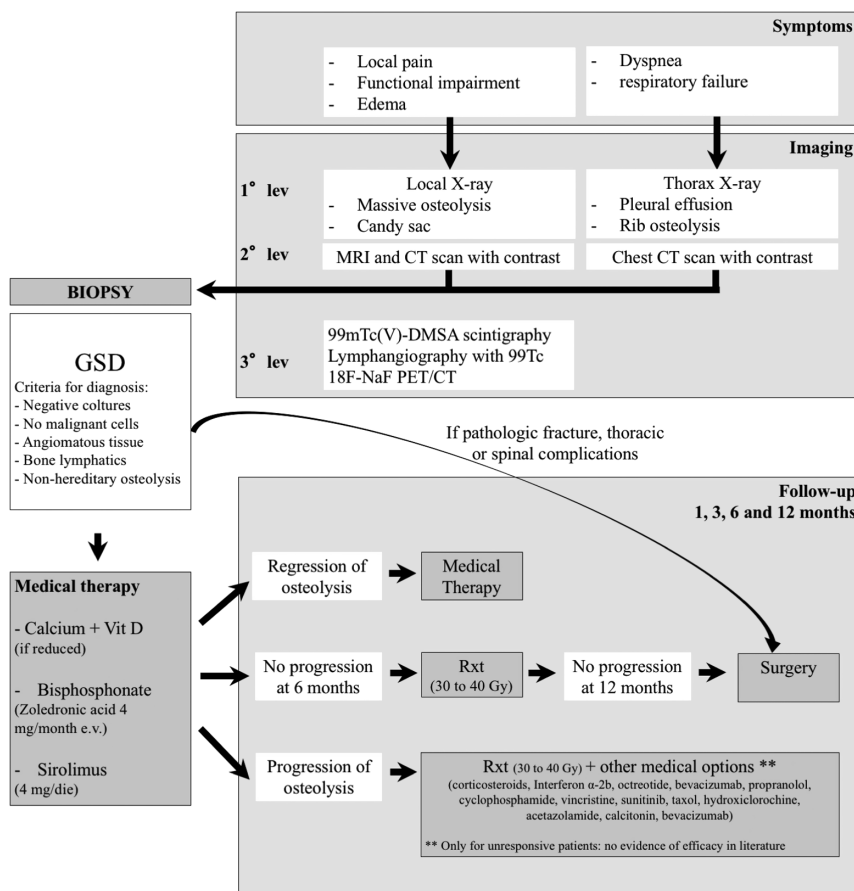 Symptoms
- Local pain
- Functional impairment
- Edema
- Dyspnea
- respiratory failure
Imaging
1° lev
Local X-ray
- Massive osteolysis
- Candy sac
Thorax X-ray
- Pleural effusion
- Rib osteolysis
2° lev
MRI and CT scan with contrast
Chest CT scan with contrast
BIOPSY
3° lev
99mTc(V)-DMSA scintigraphy
Lymphangiography with 99Tc
18F-NaF PET/CT
GSD
Criteria for diagnosis:
- Negative coltures
- No malignant cells
- Angiomatous tissue
- Bone lymphatics
- Non-hereditary osteolysis
If pathologic fracture, thoracic
or spinal complications
Follow-up
1, 3, 6 and 12 months
Medical therapy
- Calcium + Vit D
(if reduced)
- Bisphosphonate
(Zoledronic acid 4
mg/month e.v.)
- Sirolimus
(4 mg/die)
Regression of
osteolysis
Medical
Therapy
No progression
at 6 months
Rxt
(30 to 40 Gy)
No progression
at 12 months
Surgery
Progression of
osteolysis
Rxt (30 to 40 Gy) + other medical options **
(corticosteroids, Interferon α-2b, octreotide, bevacizumab, propranolol,
cyclophosphamide, vincristine, sunitinib, taxol, hydroxiclorochine,
acetazolamide, calcitonin, bevacizumab)
** Only for unresponsive patients: no evidence of efficacy in literature